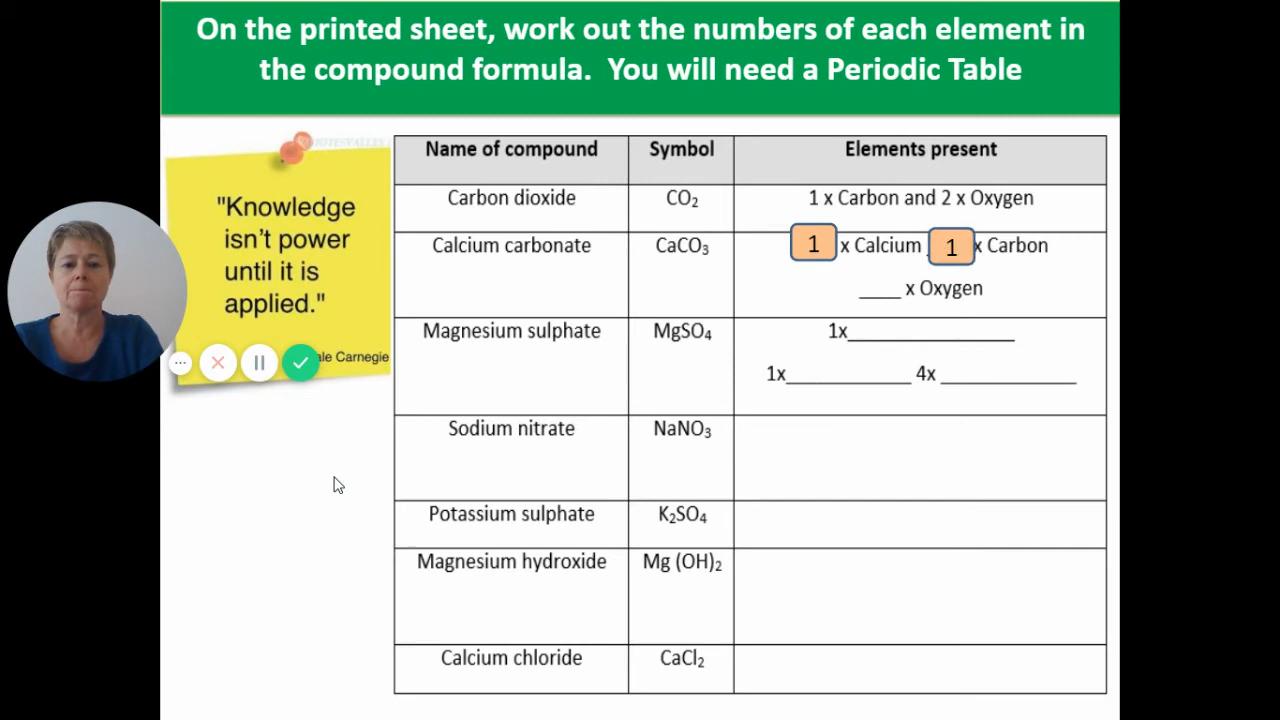 On the printed sheet, work out the numbers of each element in
the compound formula. You will need a Periodic Table
"Knowledge
isn't power
until it is
applied."
ale Carnegie
Name of compound Symbol Elements present
Carbon dioxide CO₂ 1 x Carbon and 2 x Oxygen
Calcium carbonate CaCO₃ 1 x Calcium 1 x Carbon
____ x Oxygen
Magnesium sulphate MgSO₄ 1x________________
1x____________ 4x _____________
Sodium nitrate NaNO₃
Potassium sulphate K₂SO₄
Magnesium hydroxide Mg (OH)₂
Calcium chloride CaCl₂